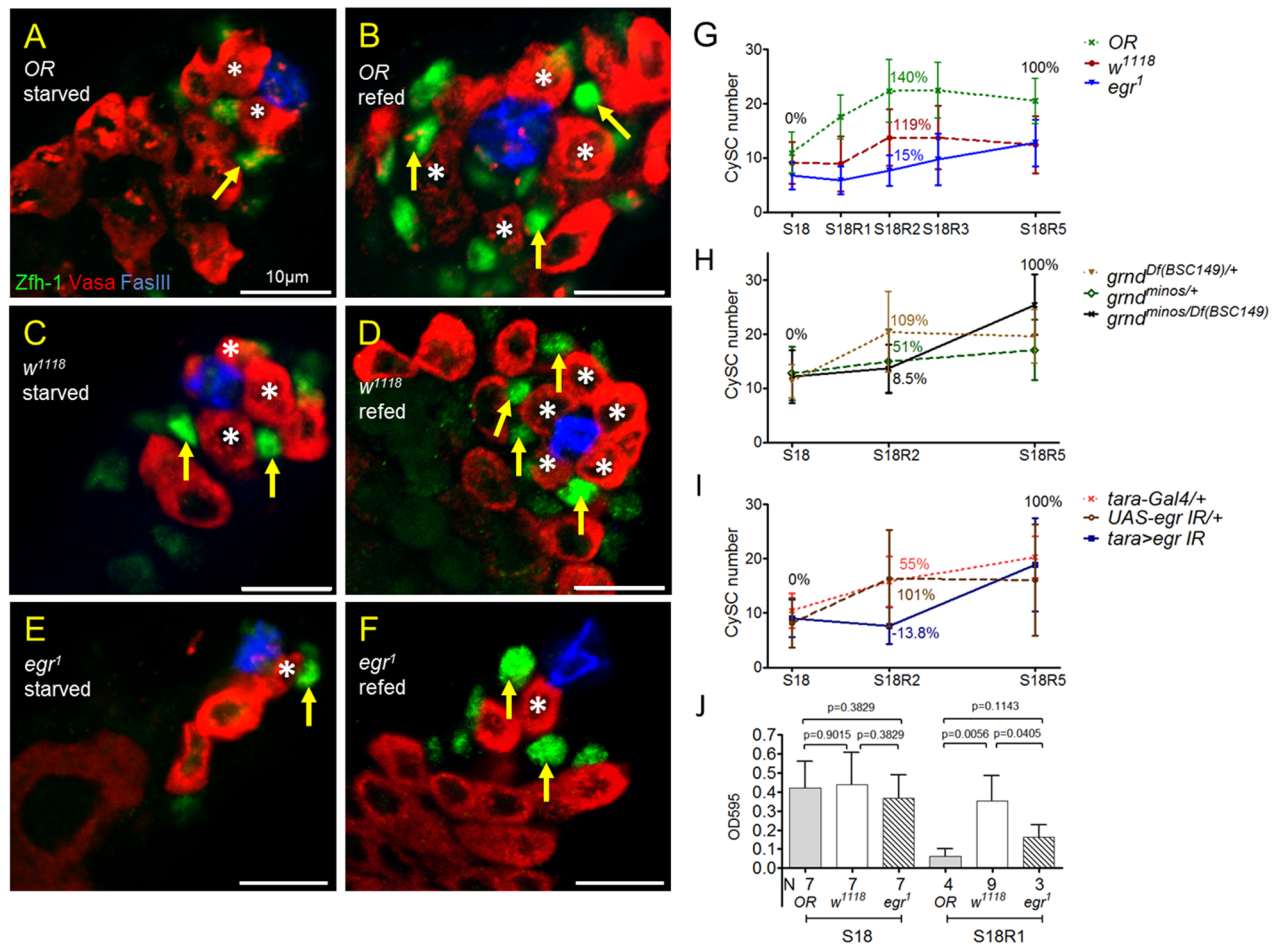 A
OR
starved
Zfh-1 Vasa FasIII
10μm
B
OR
refed
C
w1118
starved
D
w1118
refed
E
egr1
starved
F
egr1
refed
G
CySC number
30
20
10
0
0%
140%
119%
15%
100%
S18 S18R1 S18R2 S18R3 S18R5
OR
w1118
egr1
H
CySC number
30
20
10
0
0%
109%
51%
8.5%
100%
S18 S18R2 S18R5
grndDf(BSC149)/+
grndminos/+
grndminos/Df(BSC149)
I
CySC number
30
20
10
0
0%
55%
101%
-13.8%
100%
S18 S18R2 S18R5
tara-Gal4/+
UAS-egr IR/+
tara>egr IR
J
p=0.3829 p=0.1143
p=0.9015 p=0.3829 p=0.0056 p=0.0405
OD595
0.7
0.6
0.5
0.4
0.3
0.2
0.1
0.0
N 7 7 7 4 9 3
OR w1118 egr1 OR w1118 egr1
S18 S18R1